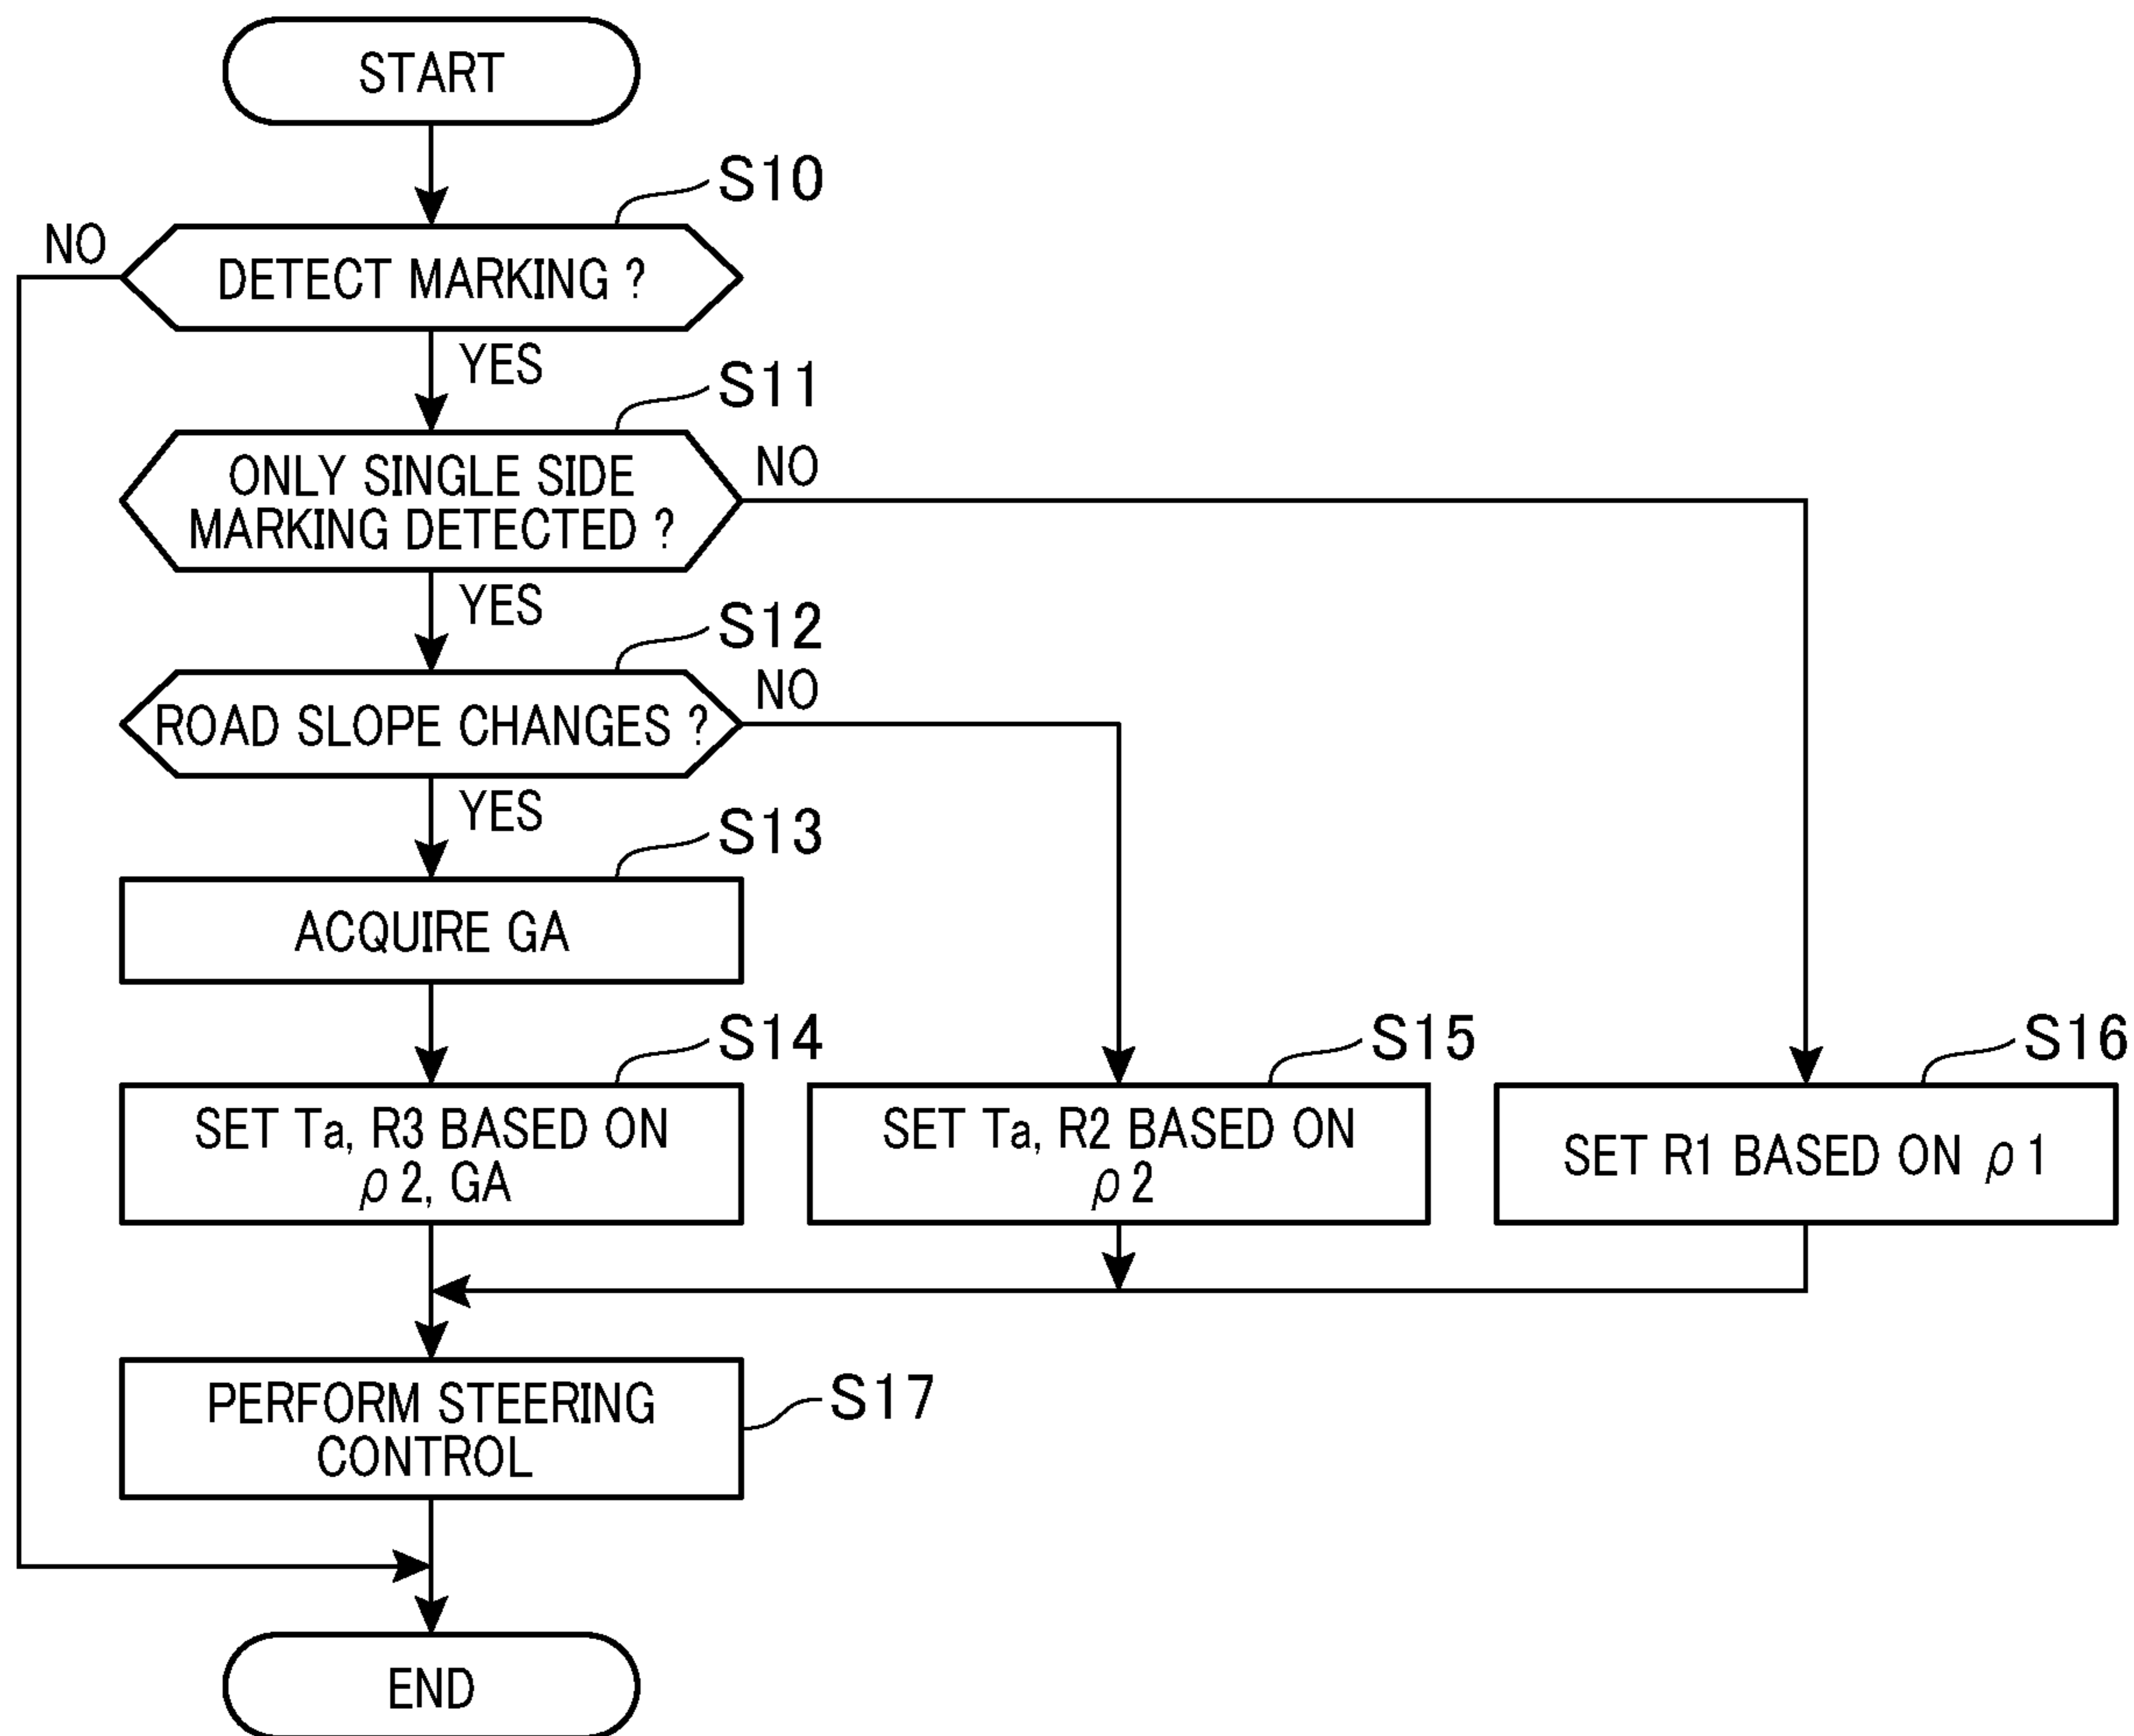 START
S10
NO
DETECT MARKING ?
YES
S11
ONLY SINGLE SIDE
MARKING DETECTED ?
NO
YES
S12
ROAD SLOPE CHANGES ?
NO
YES
S13
ACQUIRE GA
S14
SET Ta, R3 BASED ON
ρ2, GA
S15
SET Ta, R2 BASED ON
ρ2
S16
SET R1 BASED ON ρ1
PERFORM STEERING
CONTROL
S17
END